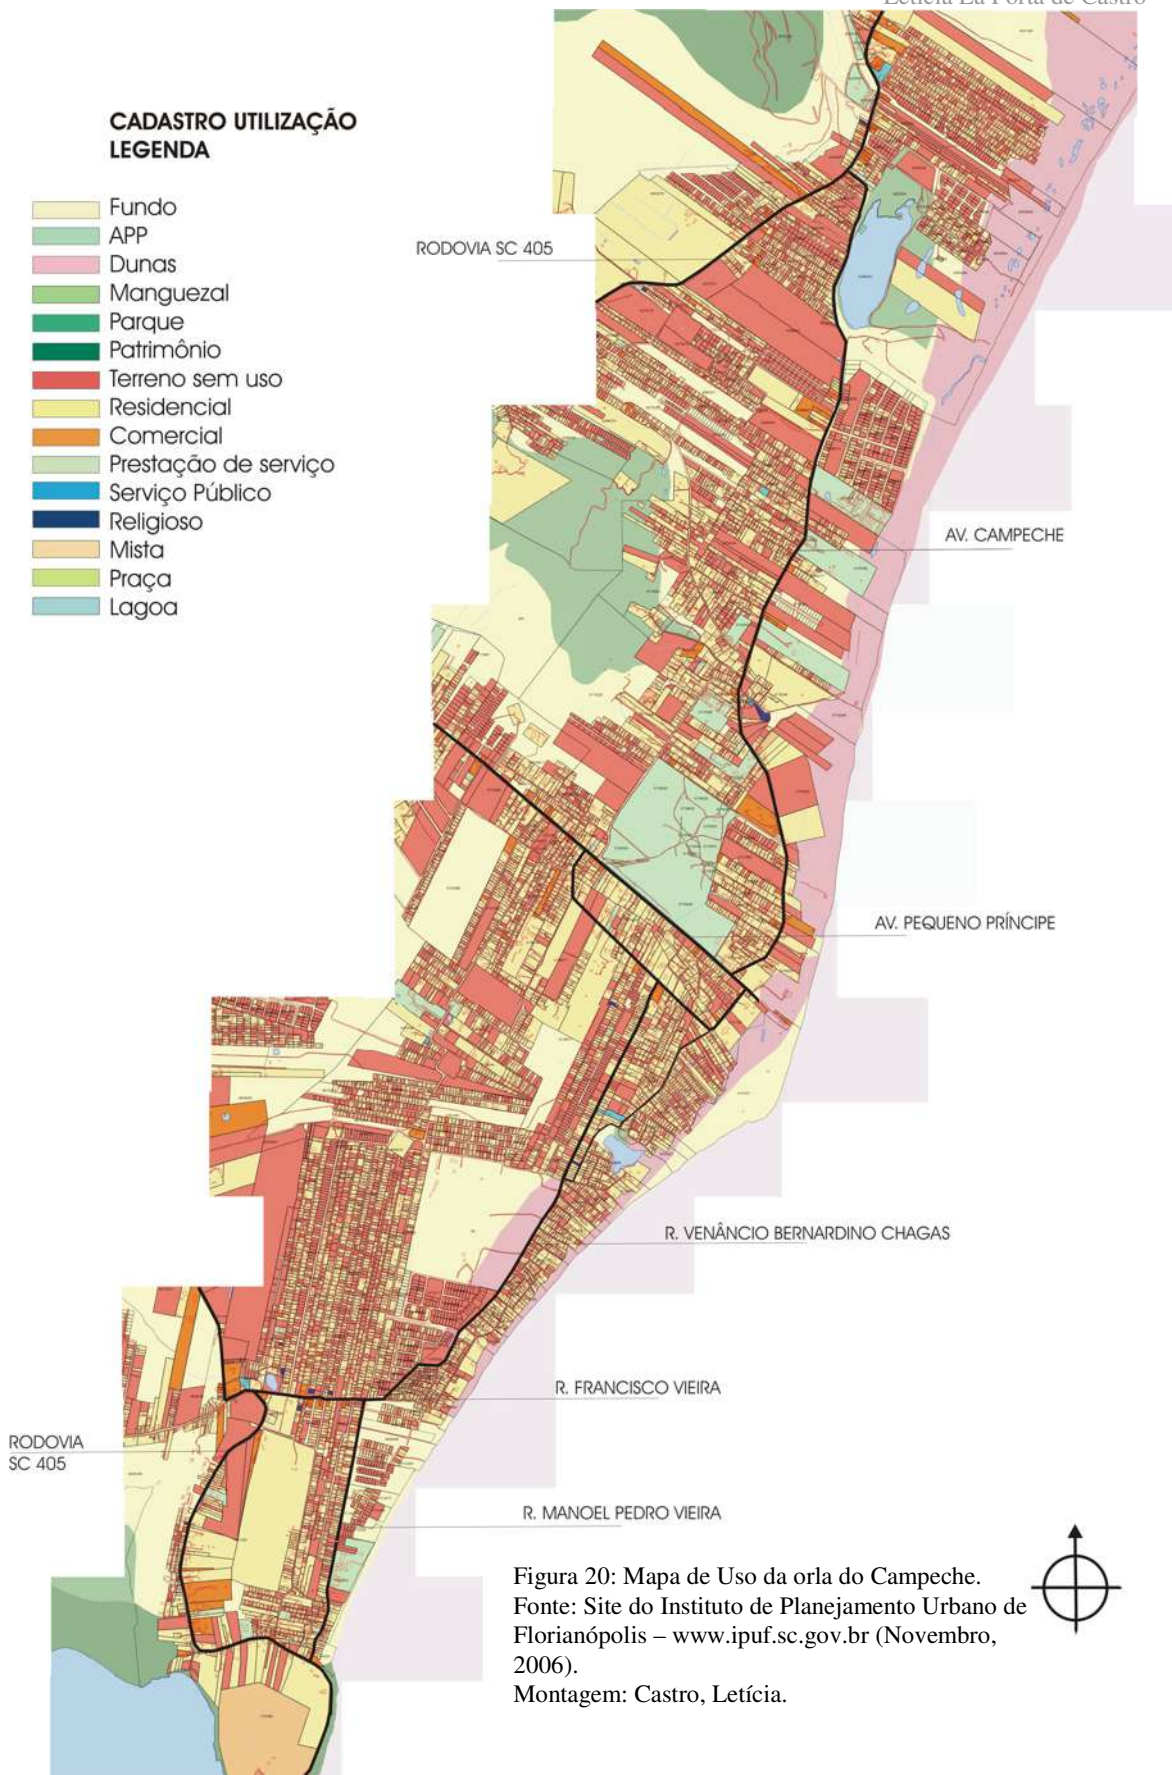 Letícia La Porta de Castro
CADASTRO UTILIZAÇÃO
LEGENDA
Fundo
APP
Dunas
Manguezal
Parque
Patrimônio
Terreno sem uso
Residencial
Comercial
Prestação de serviço
Serviço Público
Religioso
Mista
Praça
Lagoa
RODOVIA SC 405
AV. CAMPECHE
AV. PEQUENO PRÍNCIPE
R. VENÂNCIO BERNARDINO CHAGAS
R. FRANCISCO VIEIRA
RODOVIA
SC 405
R. MANOEL PEDRO VIEIRA
Figura 20: Mapa de Uso da orla do Campeche.
Fonte: Site do Instituto de Planejamento Urbano de
Florianópolis – www.ipuf.sc.gov.br (Novembro,
2006).
Montagem: Castro, Letícia.